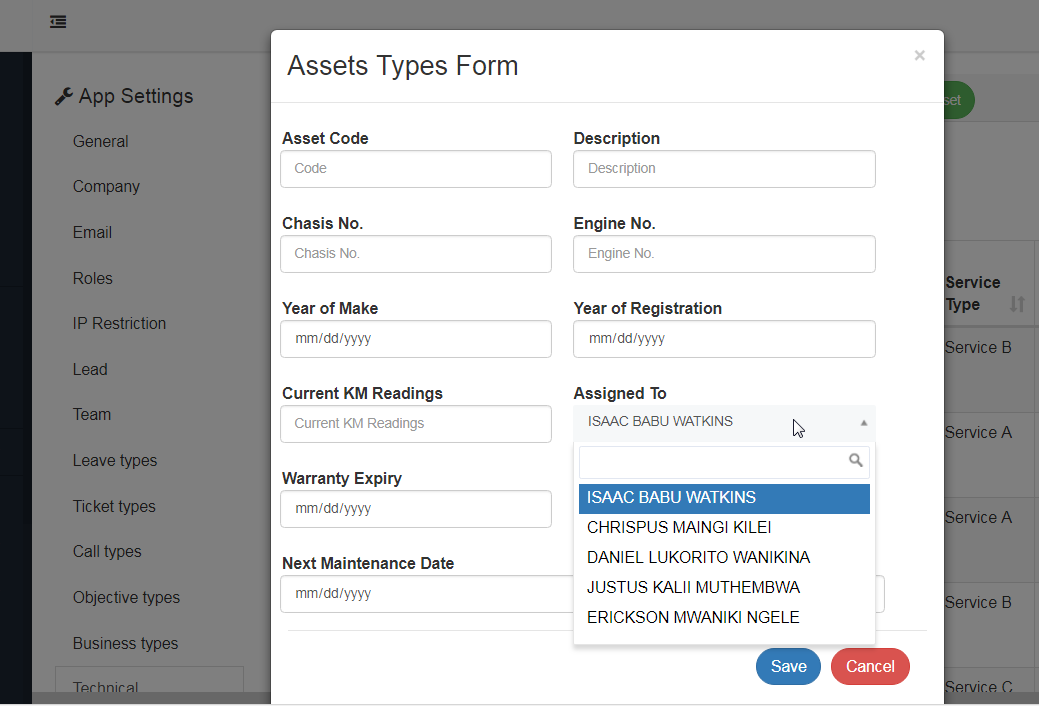 Assets Types Form
×
App Settings
General
Company
Email
Roles
IP Restriction
Lead
Team
Leave types
Ticket types
Call types
Objective types
Business types
Technical
Asset Code
Code
Description
Description
Chasis No.
Chasis No.
Engine No.
Engine No.
Year of Make
mm/dd/yyyy
Year of Registration
mm/dd/yyyy
Current KM Readings
Current KM Readings
Assigned To
ISAAC BABU WATKINS
ISAAC BABU WATKINS
CHRISPUS MAINGI KILEI
DANIEL LUKORITO WANIKINA
JUSTUS KALII MUTHEMBWA
ERICKSON MWANIKI NGELE
Warranty Expiry
mm/dd/yyyy
Next Maintenance Date
mm/dd/yyyy
Save
Cancel
set
Service
Type
Service B
Service A
Service A
Service B
Service C